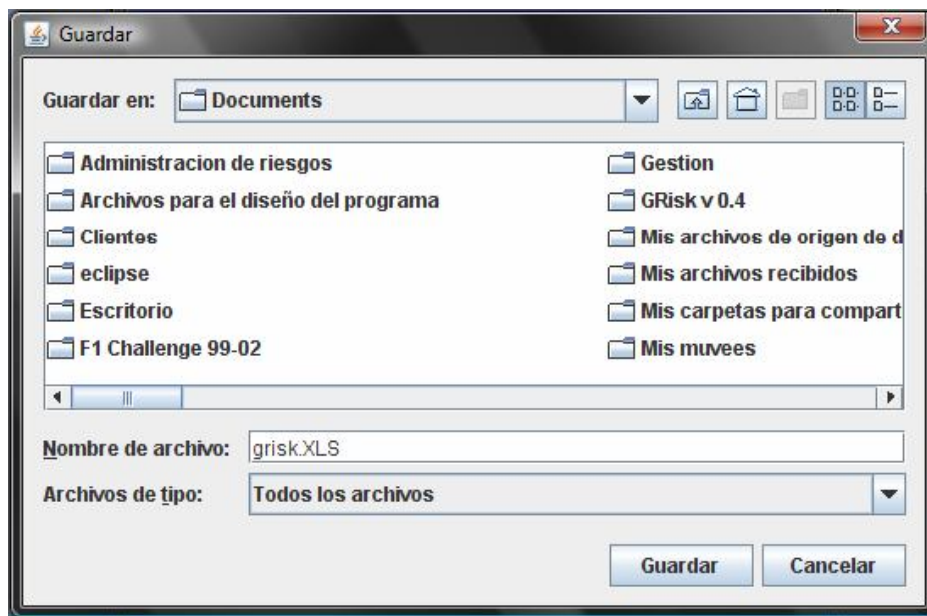 Guardar
Guardar en: Documents
Administracion de riesgos
Archivos para el diseño del programa
Clientes
eclipse
Escritorio
F1 Challenge 99-02
Gestion
GRisk v 0.4
Mis archivos de origen de d
Mis archivos recibidos
Mis carpetas para compart
Mis muvees
Nombre de archivo: grisk.XLS
Archivos de tipo: Todos los archivos
Guardar Cancelar